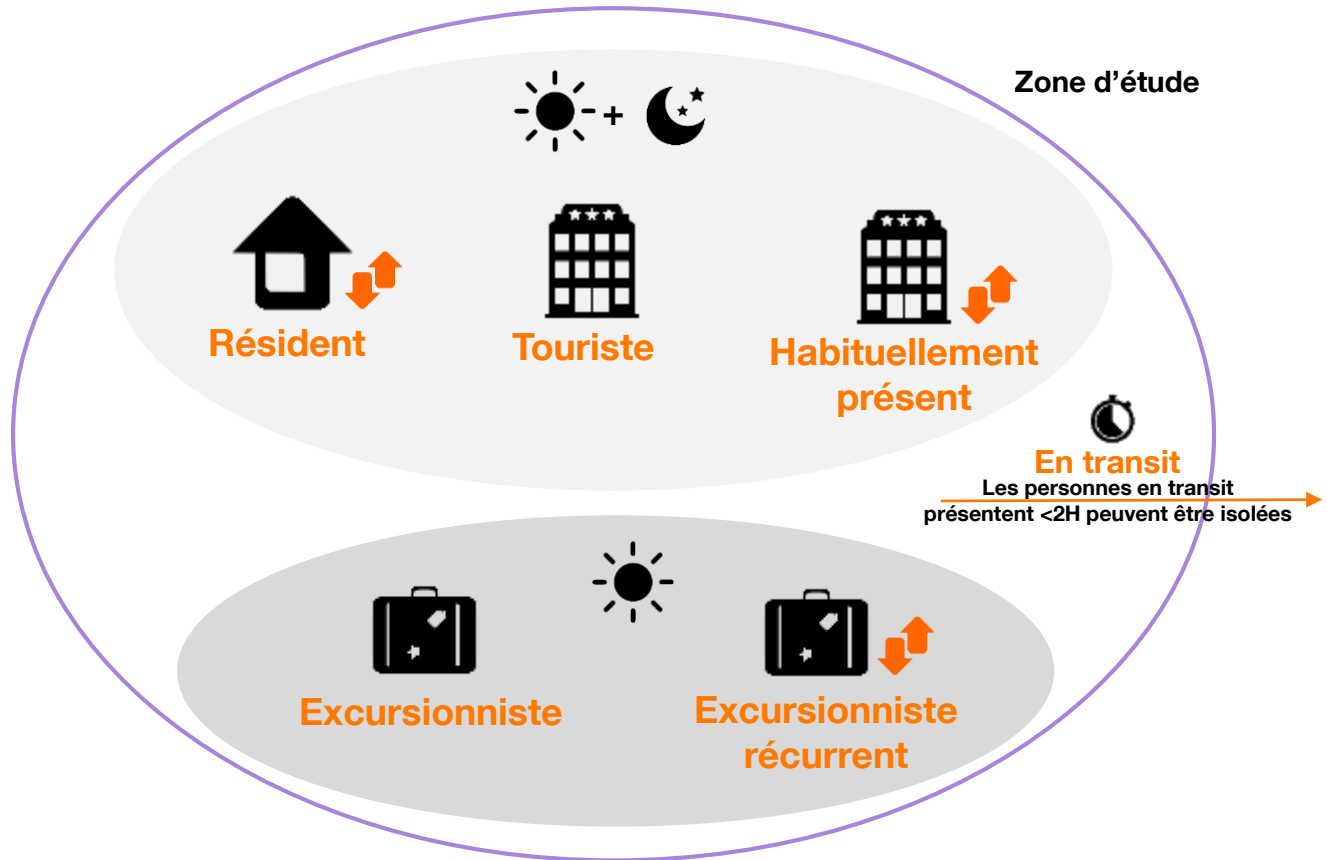 Zone d’étude
+
Résident
Touriste
Habituellement
présent
En transit
Les personnes en transit
présentent <2H peuvent être isolées
Excursionniste
Excursionniste
récurrent